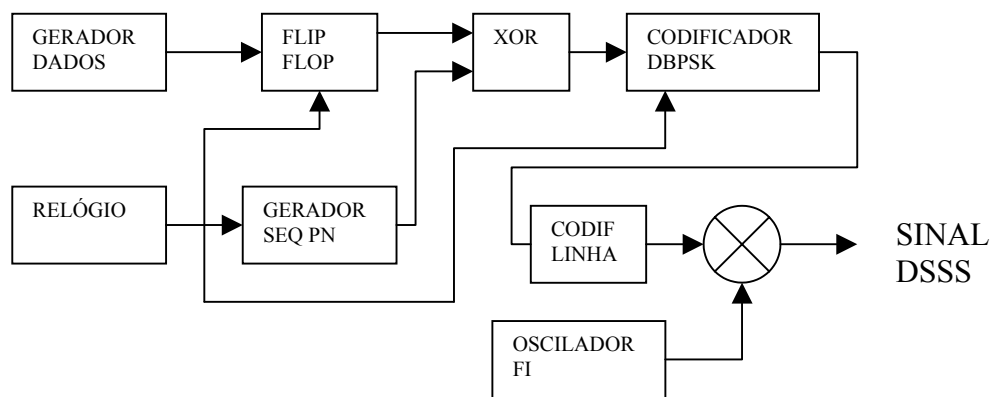 GERADOR
DADOS
FLIP
FLOP
XOR
CODIFICADOR
DBPSK
RELÓGIO
GERADOR
SEQ PN
CODIF
LINHA
SINAL
DSSS
OSCILADOR
FI